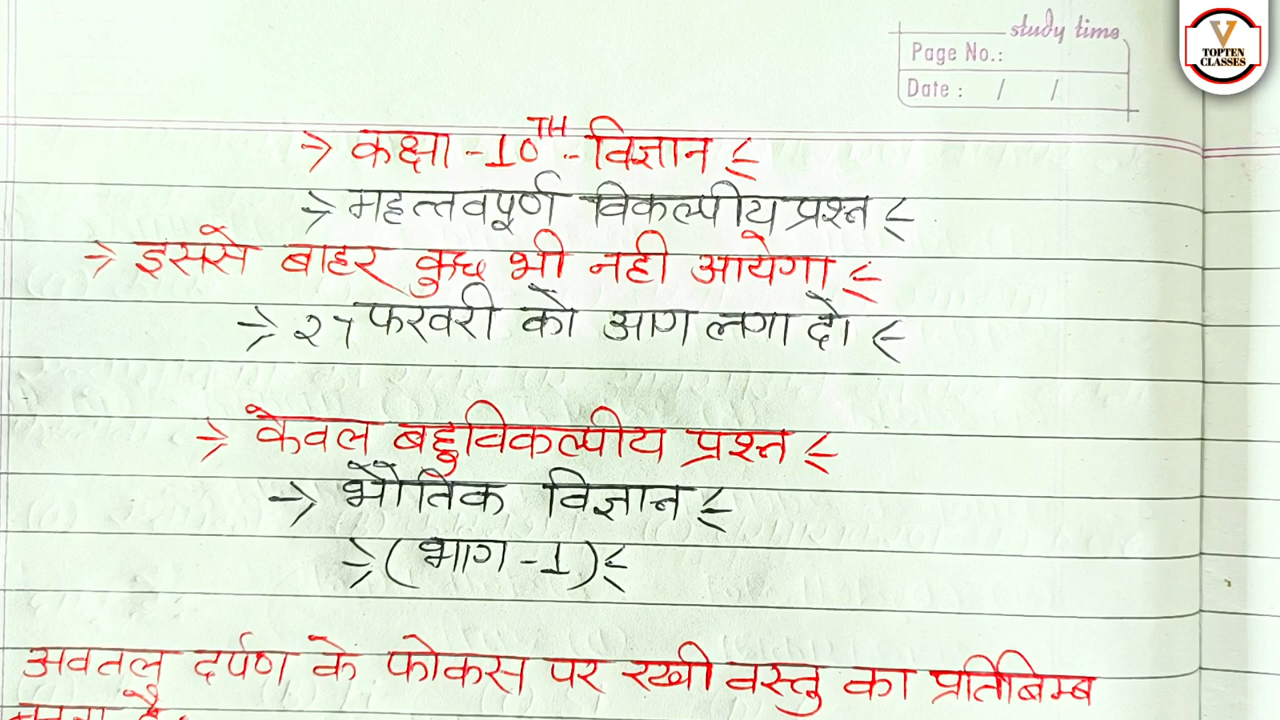 study time
Page No.:
Date : / /
V
TOPTEN
CLASSES
→ कक्षा -10TH - विज्ञान ←
→ महत्तवपूर्ण विकल्पीय प्रश्न ←
→ इससे बाहर कुछ भी नही आयेगा ←
→ 27 फरवरी को आग लगा दो ←
→ केवल बहुविकल्पीय प्रश्न ←
→ भौतिक विज्ञान ←
→ (भाग -1) ←
अवतल दर्पण के फोकस पर रखी वस्तु का प्रतिबिम्ब